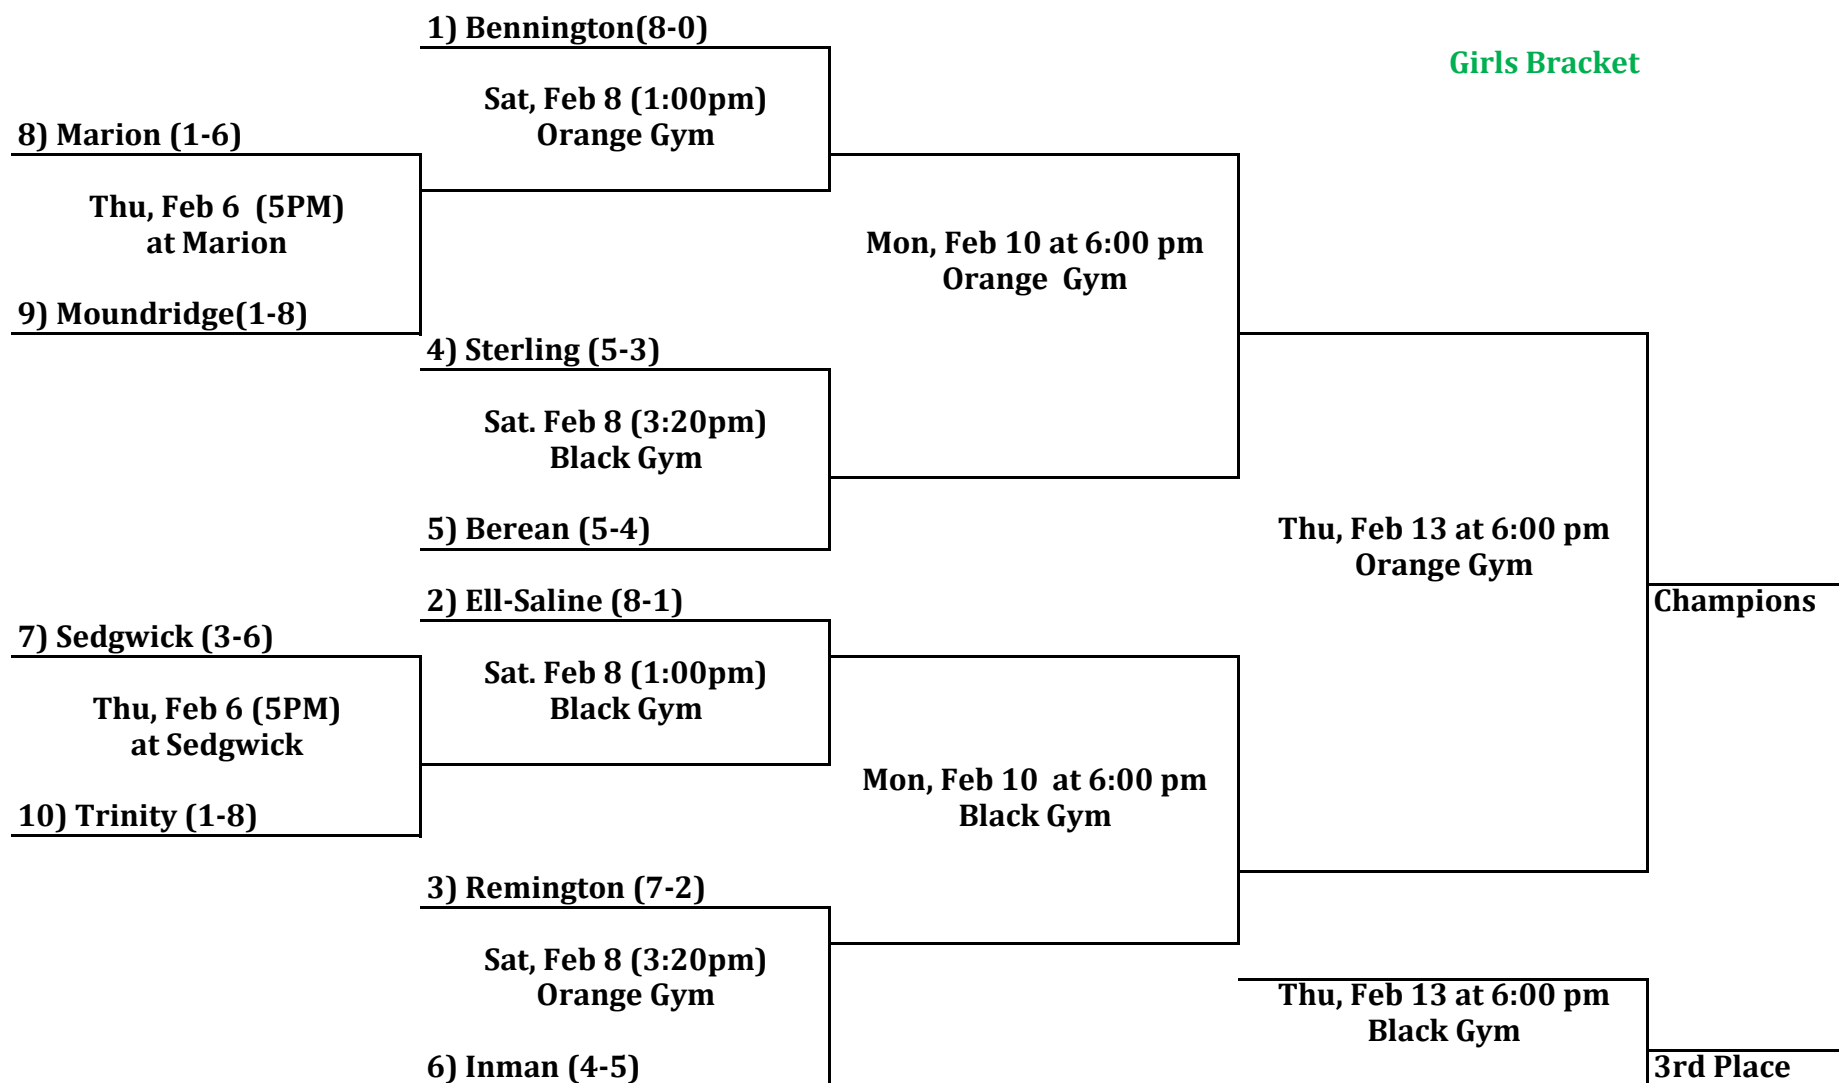 1) Bennington(8-0)
Girls Bracket
Sat, Feb 8 (1:00pm)
Orange Gym
8) Marion (1-6)
Thu, Feb 6  (5PM)
at Marion
Mon, Feb 10 at 6:00 pm
Orange  Gym
9) Moundridge(1-8)
4) Sterling (5-3)
Sat. Feb 8 (3:20pm)
Black Gym
5) Berean (5-4)
Thu, Feb 13 at 6:00 pm
Orange Gym
2) Ell-Saline (8-1)
Champions
7) Sedgwick (3-6)
Sat. Feb 8 (1:00pm)
Black Gym
Thu, Feb 6 (5PM)
at Sedgwick
Mon, Feb 10  at 6:00 pm
Black Gym
10) Trinity (1-8)
3) Remington (7-2)
Sat, Feb 8 (3:20pm)
Orange Gym
Thu, Feb 13 at 6:00 pm
Black Gym
6) Inman (4-5)
3rd Place